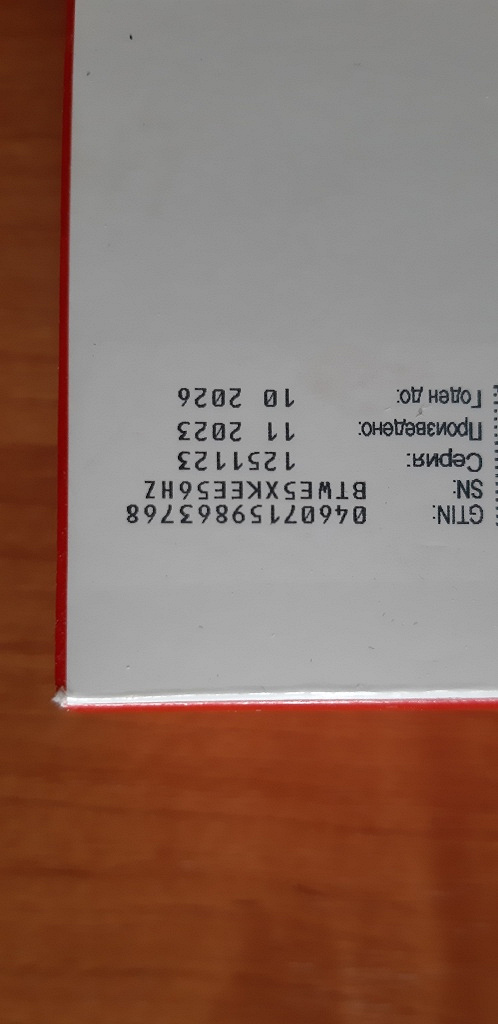 GTIN: 04607159863768
SN: BTWE5XKEE56HZ
Серия: 1251123
Произведено: 11 2023
Годен до: 10 2026